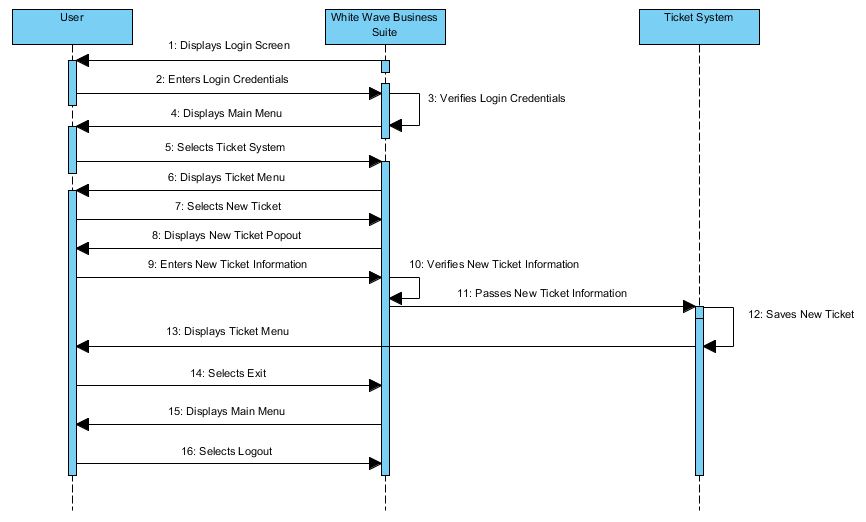 User
White Wave Business
Suite
Ticket System
1: Displays Login Screen
2: Enters Login Credentials
3: Verifies Login Credentials
4: Displays Main Menu
5: Selects Ticket System
6: Displays Ticket Menu
7: Selects New Ticket
8: Displays New Ticket Popout
9: Enters New Ticket Information
10: Verifies New Ticket Information
11: Passes New Ticket Information
12: Saves New Ticket
13: Displays Ticket Menu
14: Selects Exit
15: Displays Main Menu
16: Selects Logout